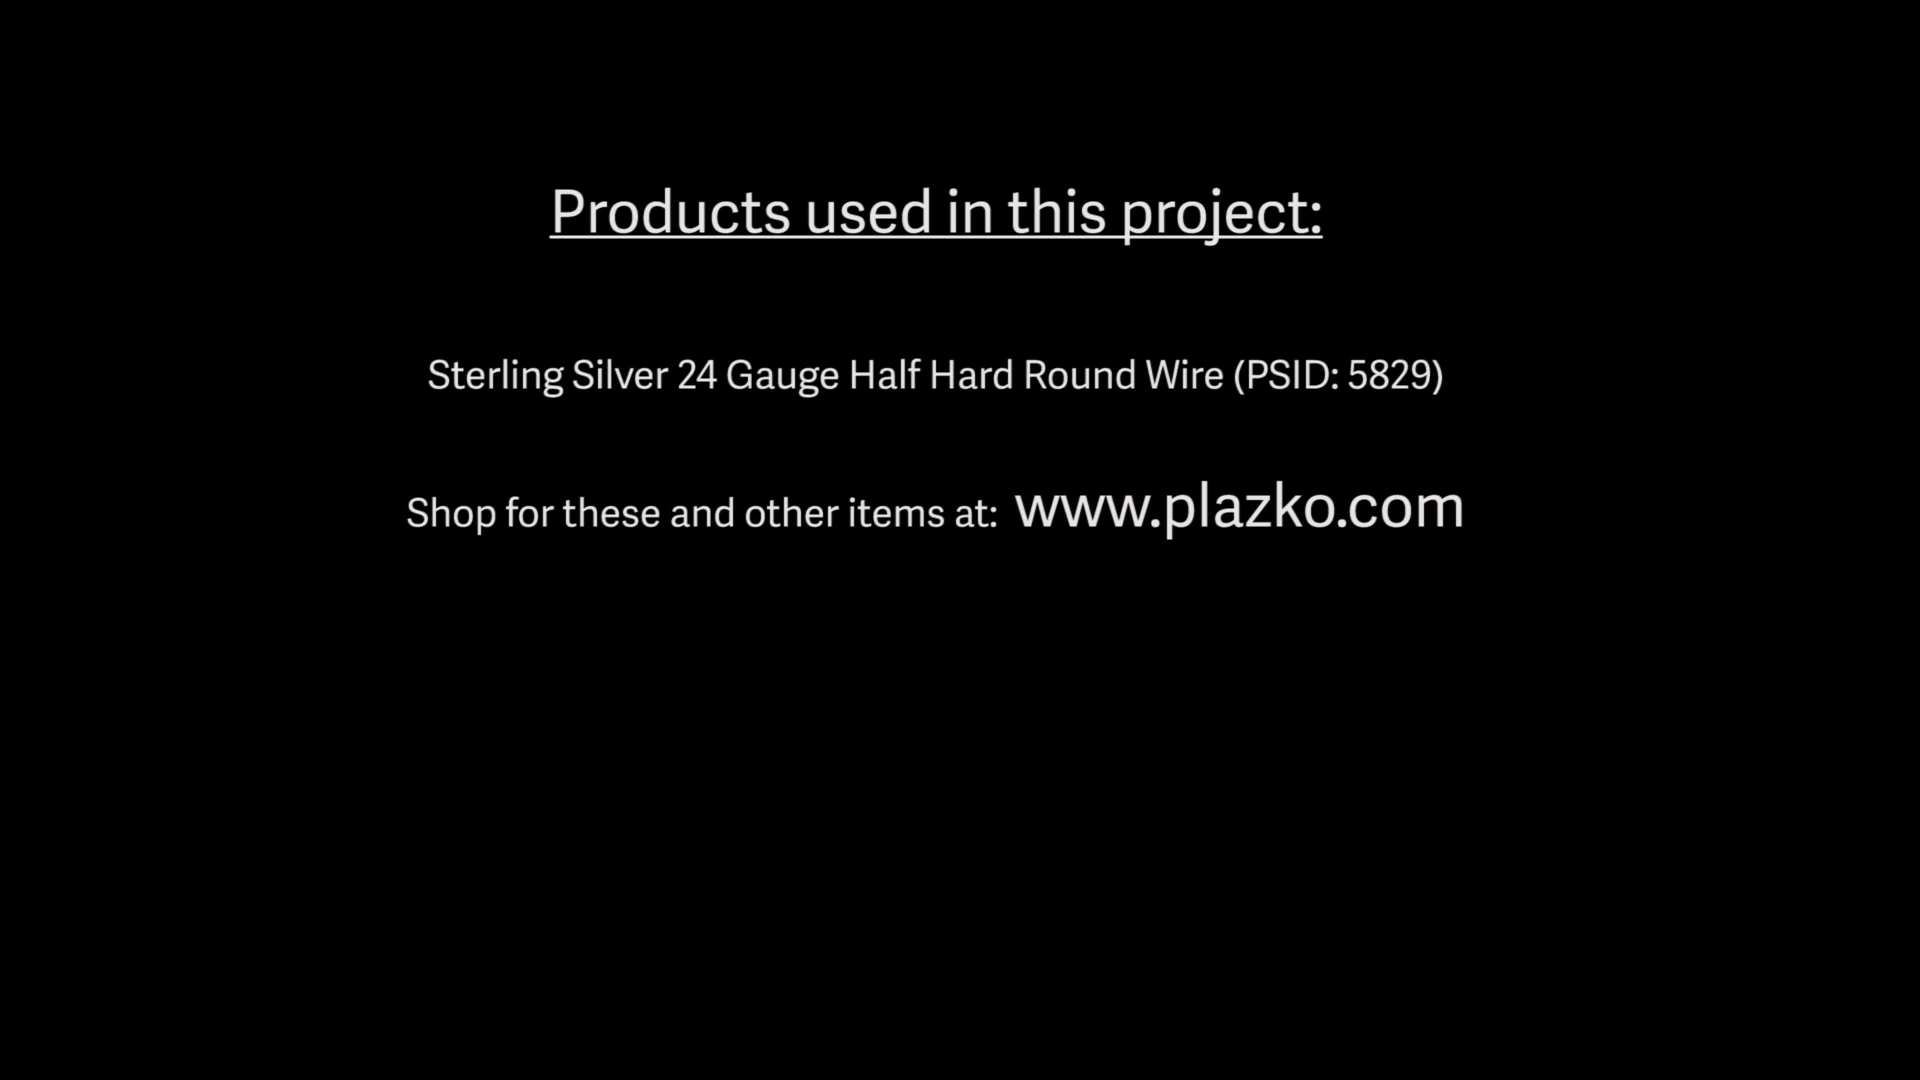 Products used in this project:
Sterling Silver 24 Gauge Half Hard Round Wire (PSID: 5829)
Shop for these and other items at: www.plazko.com